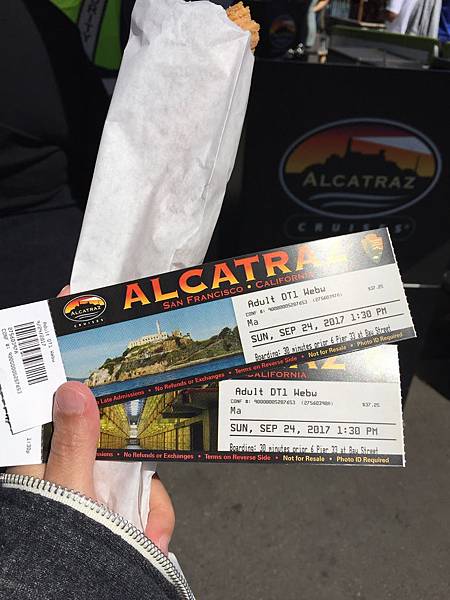 ALCATRAZ
CRUISES
ALCATRAZ
SAN FRANCISCO • CALIFORNIA
ALCATRAZ
CRUISES
Adult DT1 Webw
$37.25
Ma
SUN, SEP 24, 2017 1:30 PM
Boarding: 30 minutes prior @ Pier 33 at Bay Street
Late Admissions • No Refunds or Exchanges • Terms on Reverse Side • Not for Resale • Photo ID Required
CALIFORNIA
Adult DT1 Webw
$37.25
Ma
SUN, SEP 24, 2017 1:30 PM
Boarding: 30 minutes prior @ Pier 33 at Bay Street
• No Refunds or Exchanges • Terms on Reverse Side • Not for Resale • Photo ID Required